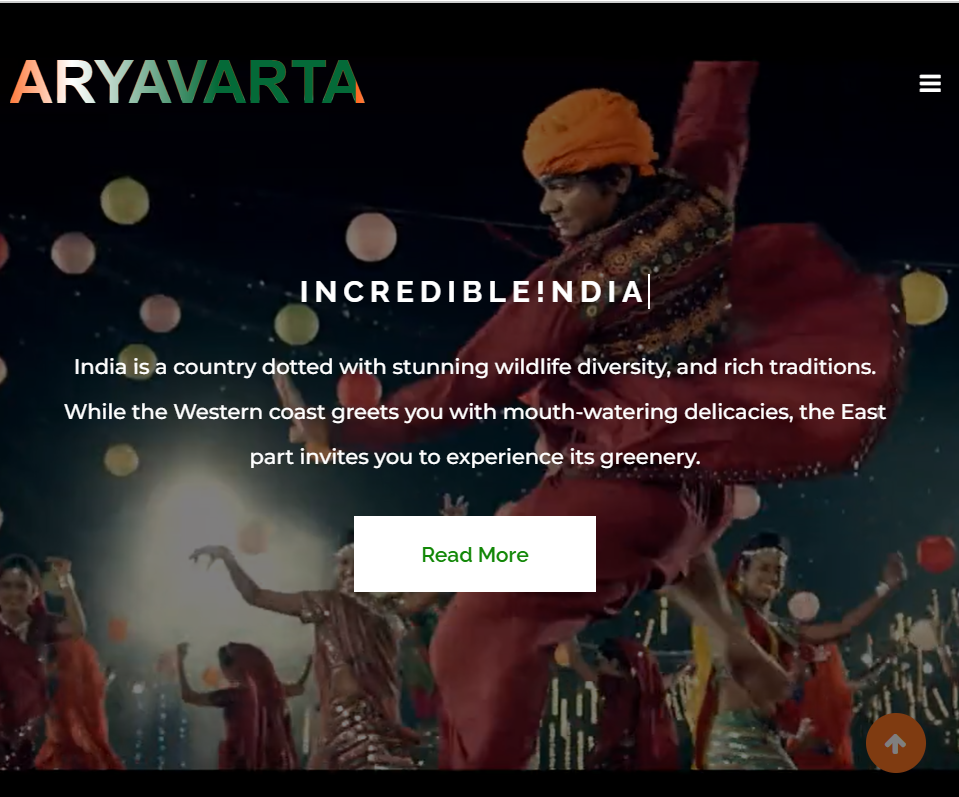 ARYAVARTA
INCREDIBLE!NDIA
India is a country dotted with stunning wildlife diversity, and rich traditions.
While the Western coast greets you with mouth-watering delicacies, the East
part invites you to experience its greenery.
Read More